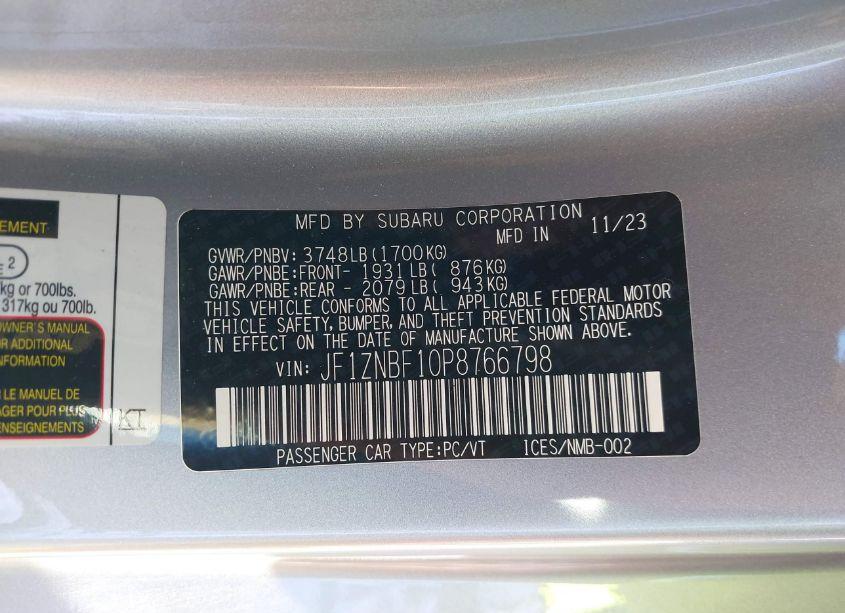 EMENT
2
kg or 700lbs.
317kg ou 700lb.
OWNER'S MANUAL
OR ADDITIONAL
INFORMATION
R LE MANUEL DE
AGER POUR PLUS
ENSEIGNEMENTS
KT
MFD BY SUBARU CORPORATION
MFD IN 11/23
GVWR/PNBV: 3748LB(1700KG)
GAWR/PNBE:FRONT- 1931LB( 876KG)
GAWR/PNBE:REAR - 2079LB( 943KG)
THIS VEHICLE CONFORMS TO ALL APPLICABLE FEDERAL MOTOR
VEHICLE SAFETY, BUMPER, AND THEFT PREVENTION STANDARDS
IN EFFECT ON THE DATE OF MANUFACTURE SHOWN ABOVE.
VIN: JF1ZNBF10P8766798
PASSENGER CAR TYPE:PC/VT ICES/NMB-002